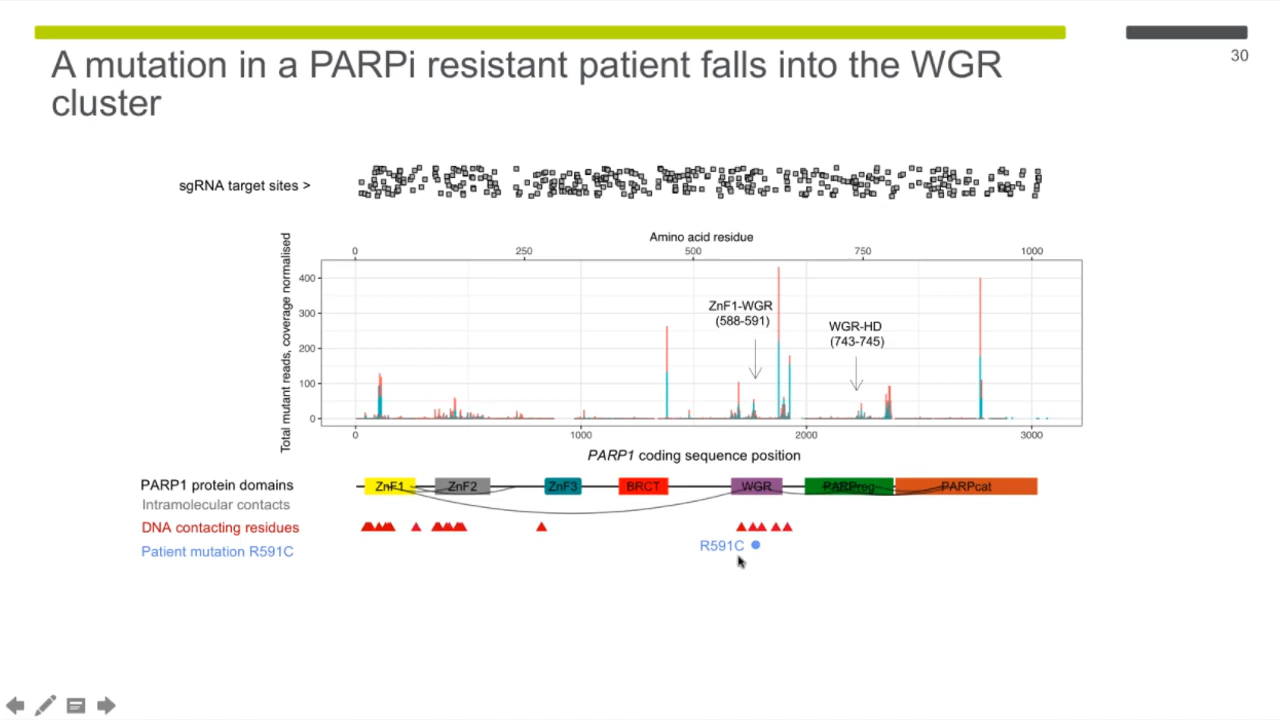 A mutation in a PARPi resistant patient falls into the WGR
cluster
30
sgRNA target sites >
Amino acid residue
0 250 500 750 1000
Total mutant reads, coverage normalised
400
300
200
100
0
ZnF1-WGR
(588-591)
WGR-HD
(743-745)
0 1000 2000 3000
PARP1 coding sequence position
PARP1 protein domains
ZnF1 ZnF2 ZnF3 BRCT WGR PARPreg PARPcat
Intramolecular contacts
DNA contacting residues
Patient mutation R591C
R591C